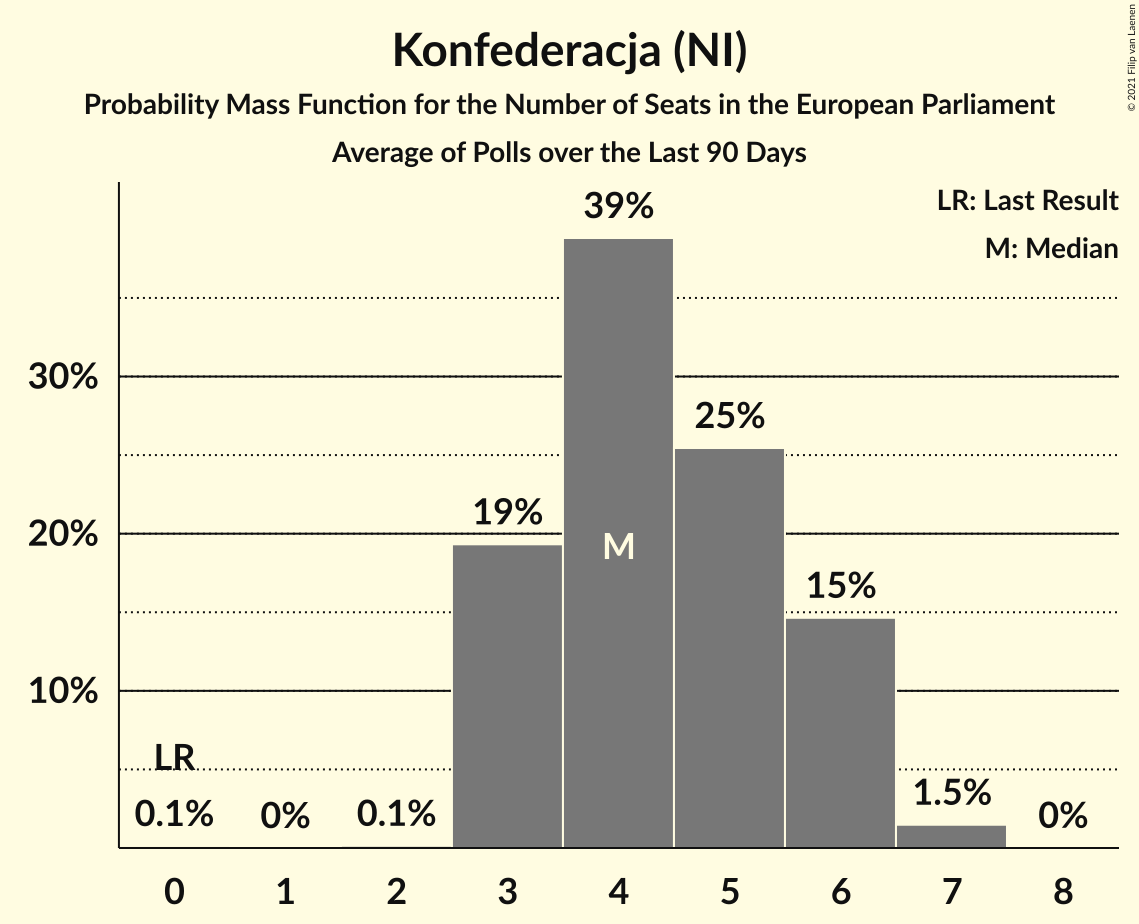 Konfederacja (NI)
Probability Mass Function for the Number of Seats in the European Parliament
Average of Polls over the Last 90 Days
© 2021 Filip van Laenen
LR: Last Result
M: Median
39%
30%
25%
19%
20%
M
15%
10%
LR
0.1%
0%
0.1%
1.5%
0%
0 1 2 3 4 5 6 7 8